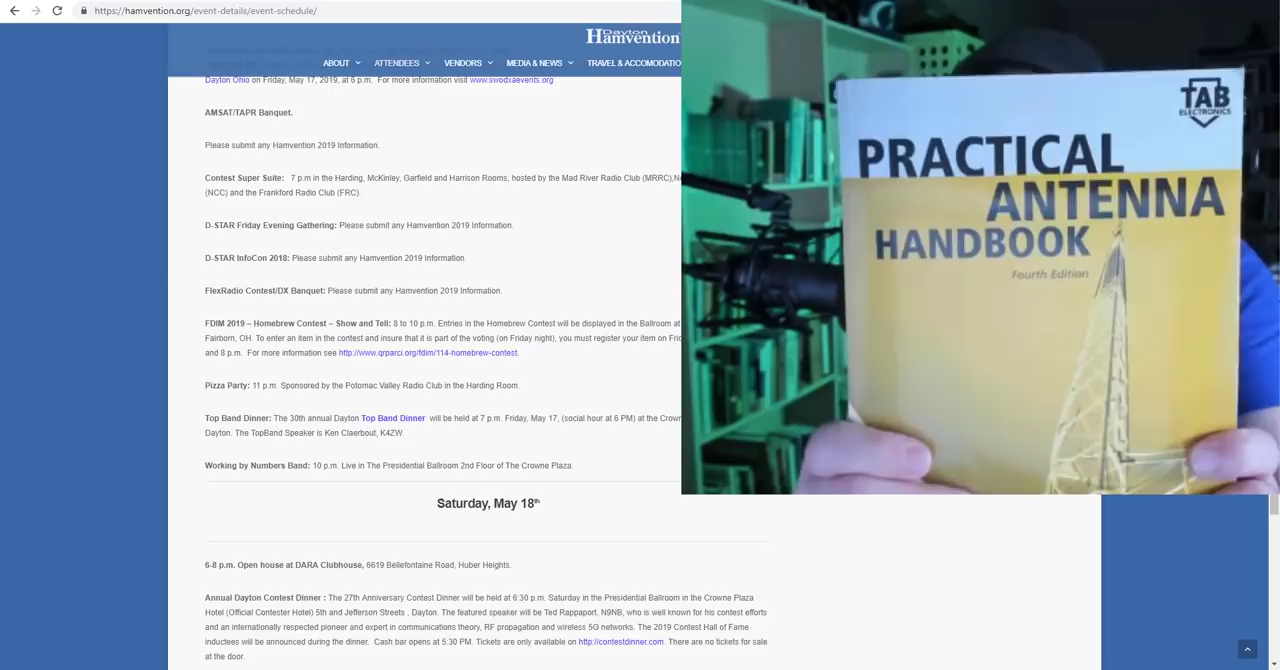 https://hamvention.org/event-details/event-schedule/
Dayton
Hamvention
ABOUT ATTENDEES VENDORS MEDIA & NEWS TRAVEL & ACCOMODATIO
Dayton Ohio on Friday, May 17, 2019, at 6 p.m. For more information visit www.swodxaevents.org
AMSAT/TAPR Banquet.
Please submit any Hamvention 2019 Information.
Contest Super Suite: 7 p.m in the Harding, McKinley, Garfield and Harrison Rooms, hosted by the Mad River Radio Club (MRRC),No
(NCC) and the Frankford Radio Club (FRC).
D-STAR Friday Evening Gathering: Please submit any Hamvention 2019 Information.
D-STAR InfoCon 2018: Please submit any Hamvention 2019 Information.
FlexRadio Contest/DX Banquet: Please submit any Hamvention 2019 Information.
FDIM 2019 – Homebrew Contest – Show and Tell: 8 to 10 p.m. Entries in the Homebrew Contest will be displayed in the Ballroom at
Fairborn, OH. To enter an item in the contest and insure that it is part of the voting (on Friday night), you must register your item on Frid
and 8 p.m. For more information see http://www.qrparci.org/fdim/114-homebrew-contest.
Pizza Party: 11 p.m Sponsored by the Potomac Valley Radio Club in the Harding Room.
Top Band Dinner: The 30th annual Dayton Top Band Dinner will be held at 7 p.m. Friday, May 17, (social hour at 6 PM) at the Crown
Dayton. The TopBand Speaker is Ken Claerbout, K4ZW.
Working by Numbers Band: 10 p.m. Live in The Presidential Ballroom 2nd Floor of The Crowne Plaza.
Saturday, May 18th
6-8 p.m. Open house at DARA Clubhouse, 6619 Bellefontaine Road, Huber Heights.
Annual Dayton Contest Dinner : The 27th Anniversary Contest Dinner will be held at 6:30 p.m. Saturday in the Presidential Ballroom in the Crowne Plaza
Hotel (Official Contester Hotel) 5th and Jefferson Streets , Dayton. The featured speaker will be Ted Rappaport, N9NB, who is well known for his contest efforts
and an internationally respected pioneer and expert in communications theory, RF propagation and wireless 5G networks. The 2019 Contest Hall of Fame
inductees will be announced during the dinner. Cash bar opens at 5:30 PM. Tickets are only available on http://contestdinner.com. There are no tickets for sale
at the door.
TAB
ELECTRONICS
PRACTICAL
ANTENNA
HANDBOOK
Fourth Edition